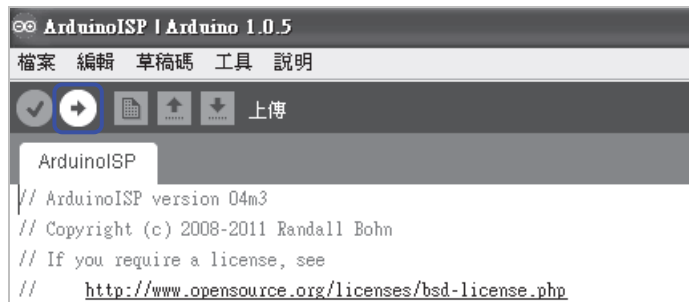 ArduinoISP | Arduino 1.0.5
檔案 編輯 草稿碼 工具 說明
上傳
ArduinoISP
// ArduinoISP version 04m3
// Copyright (c) 2008-2011 Randall Bohn
// If you require a license, see
// http://www.opensource.org/licenses/bsd-license.php